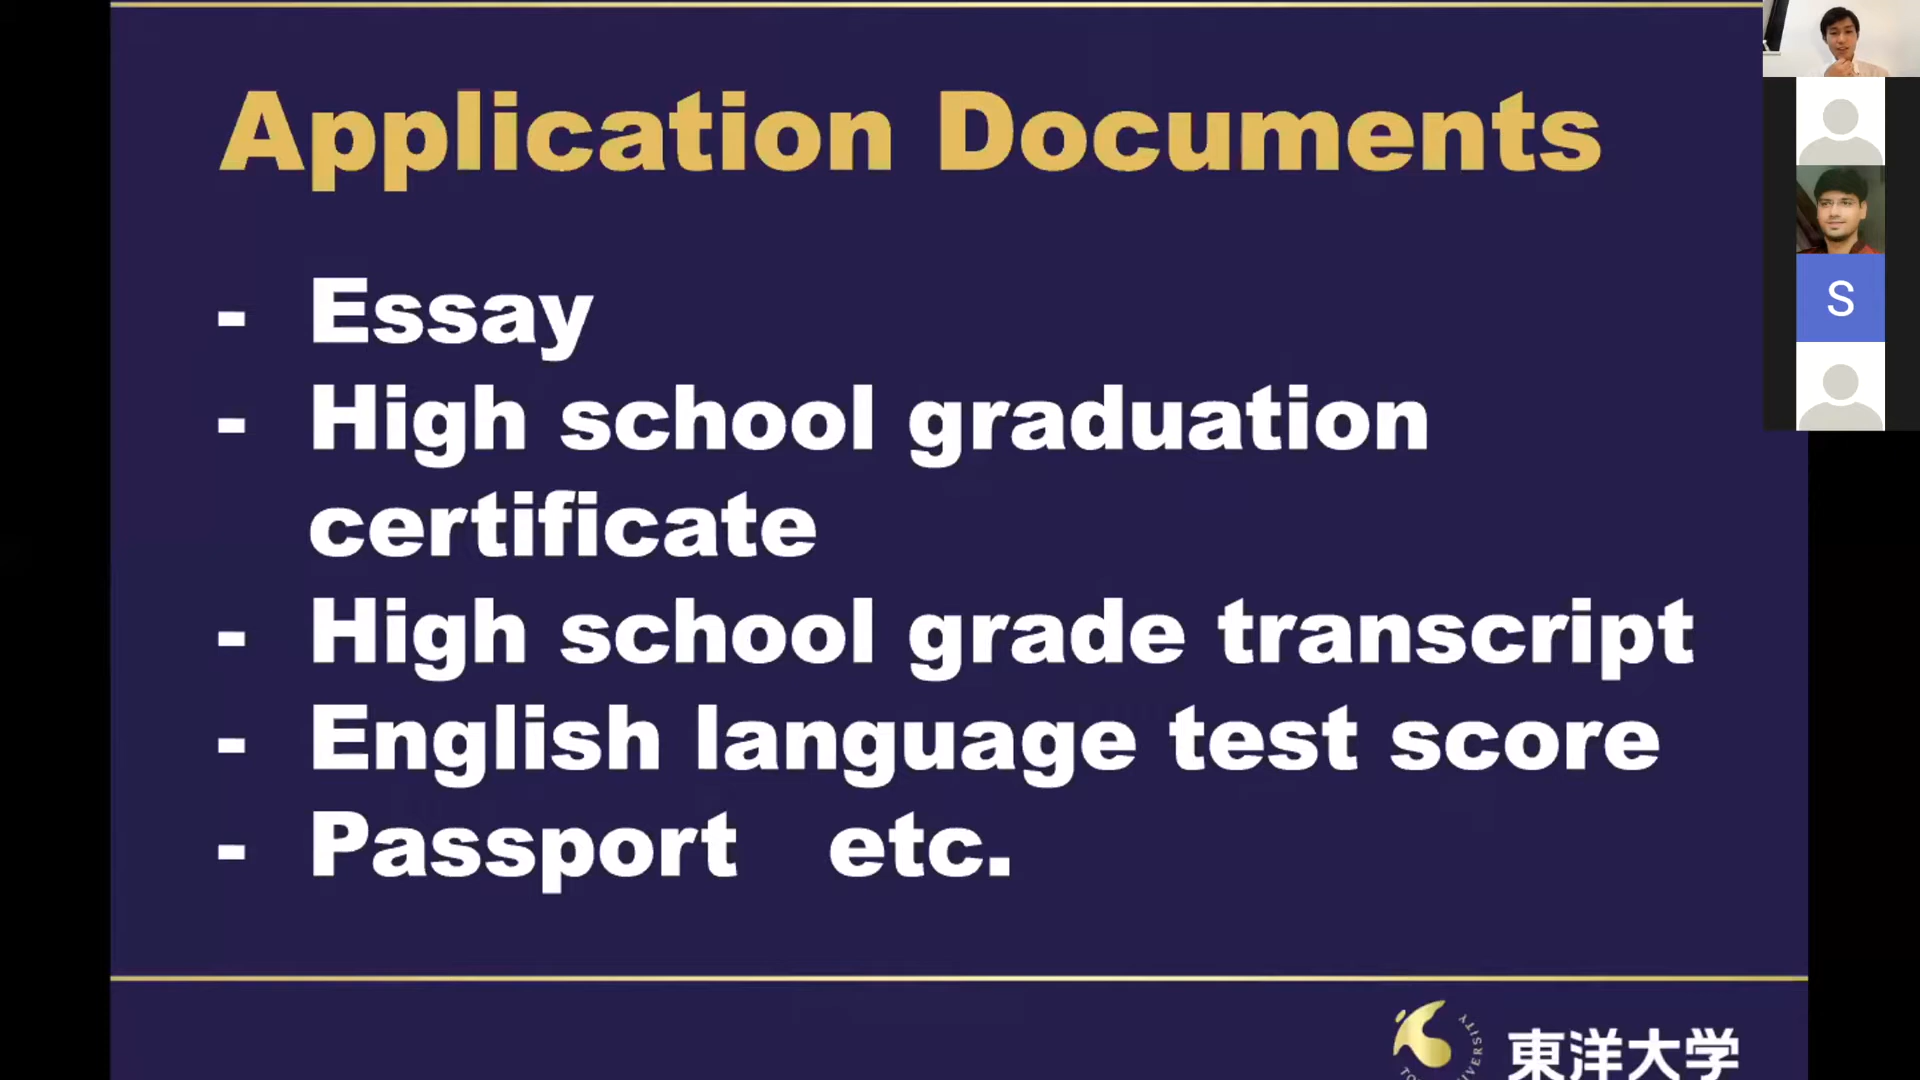 Application Documents
- Essay
- High school graduation
certificate
- High school grade transcript
- English language test score
- Passport etc.
S
東洋大学